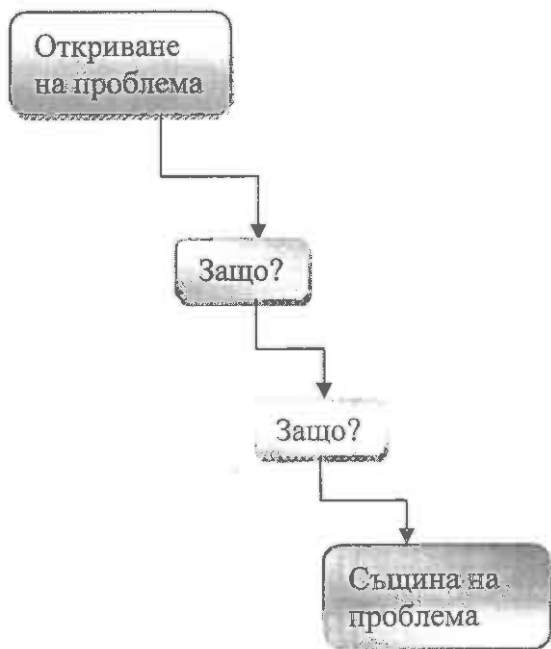 Откриване
на проблема
Защо?
Защо?
Същина на
проблема